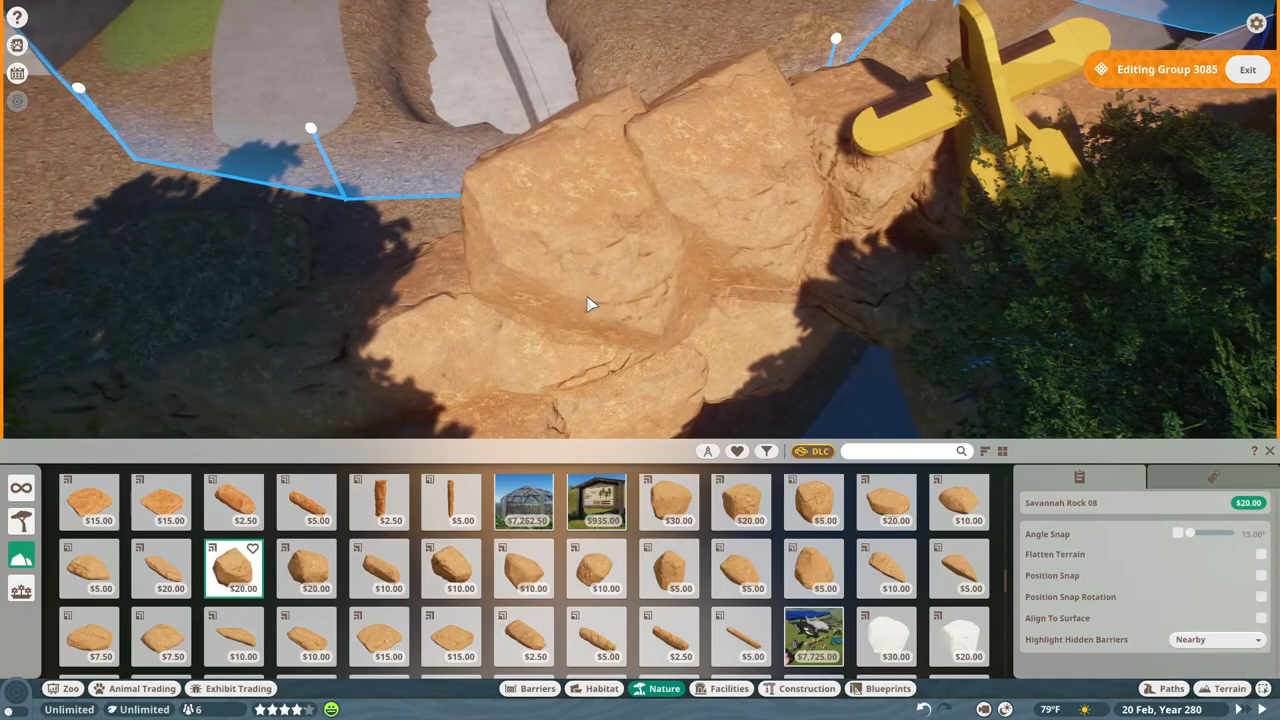 Editing Group 3085
Exit
DLC
$15.00 $15.00 $2.50 $5.00 $2.50 $5.00 $7,262.50 $935.00 $30.00 $20.00 $5.00 $20.00 $10.00
$5.00 $20.00 $20.00 $20.00 $10.00 $5.00 $10.00 $10.00 $5.00 $5.00 $5.00 $10.00 $5.00
$7.50 $7.50 $10.00 $10.00 $15.00 $15.00 $2.50 $5.00 $2.50 $5.00 $7,725.00 $30.00 $20.00
Savannah Rock 08 $20.00
Angle Snap 15.00°
Flatten Terrain
Position Snap
Position Snap Rotation
Align To Surface
Highlight Hidden Barriers Nearby
Zoo Animal Trading Exhibit Trading Barriers Habitat Nature Facilities Construction Blueprints Paths Terrain
Unlimited Unlimited 6 79°F 20 Feb, Year 280